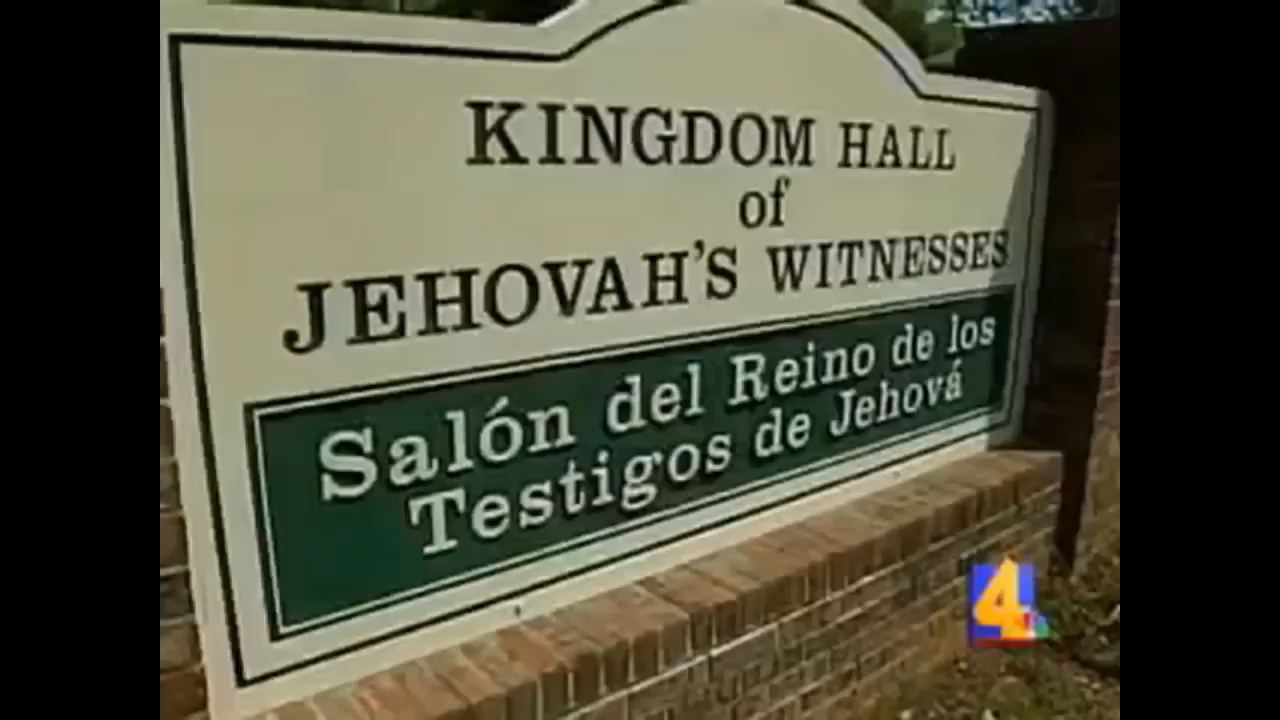 KINGDOM HALL
of
JEHOVAH'S WITNESSES
Salón del Reino de los
Testigos de Jehová
4